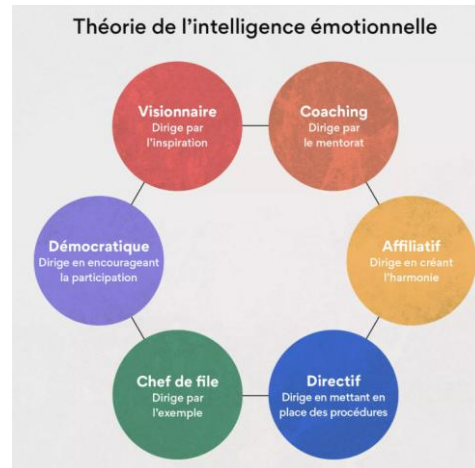 Théorie de l'intelligence émotionnelle
Visionnaire
Dirige par
l'inspiration
Coaching
Dirige par
le mentorat
Démocratique
Dirige en encourageant
la participation
Affiliatif
Dirige en créant
l'harmonie
Chef de file
Dirige par
l'exemple
Directif
Dirige en mettant en
place des procédures